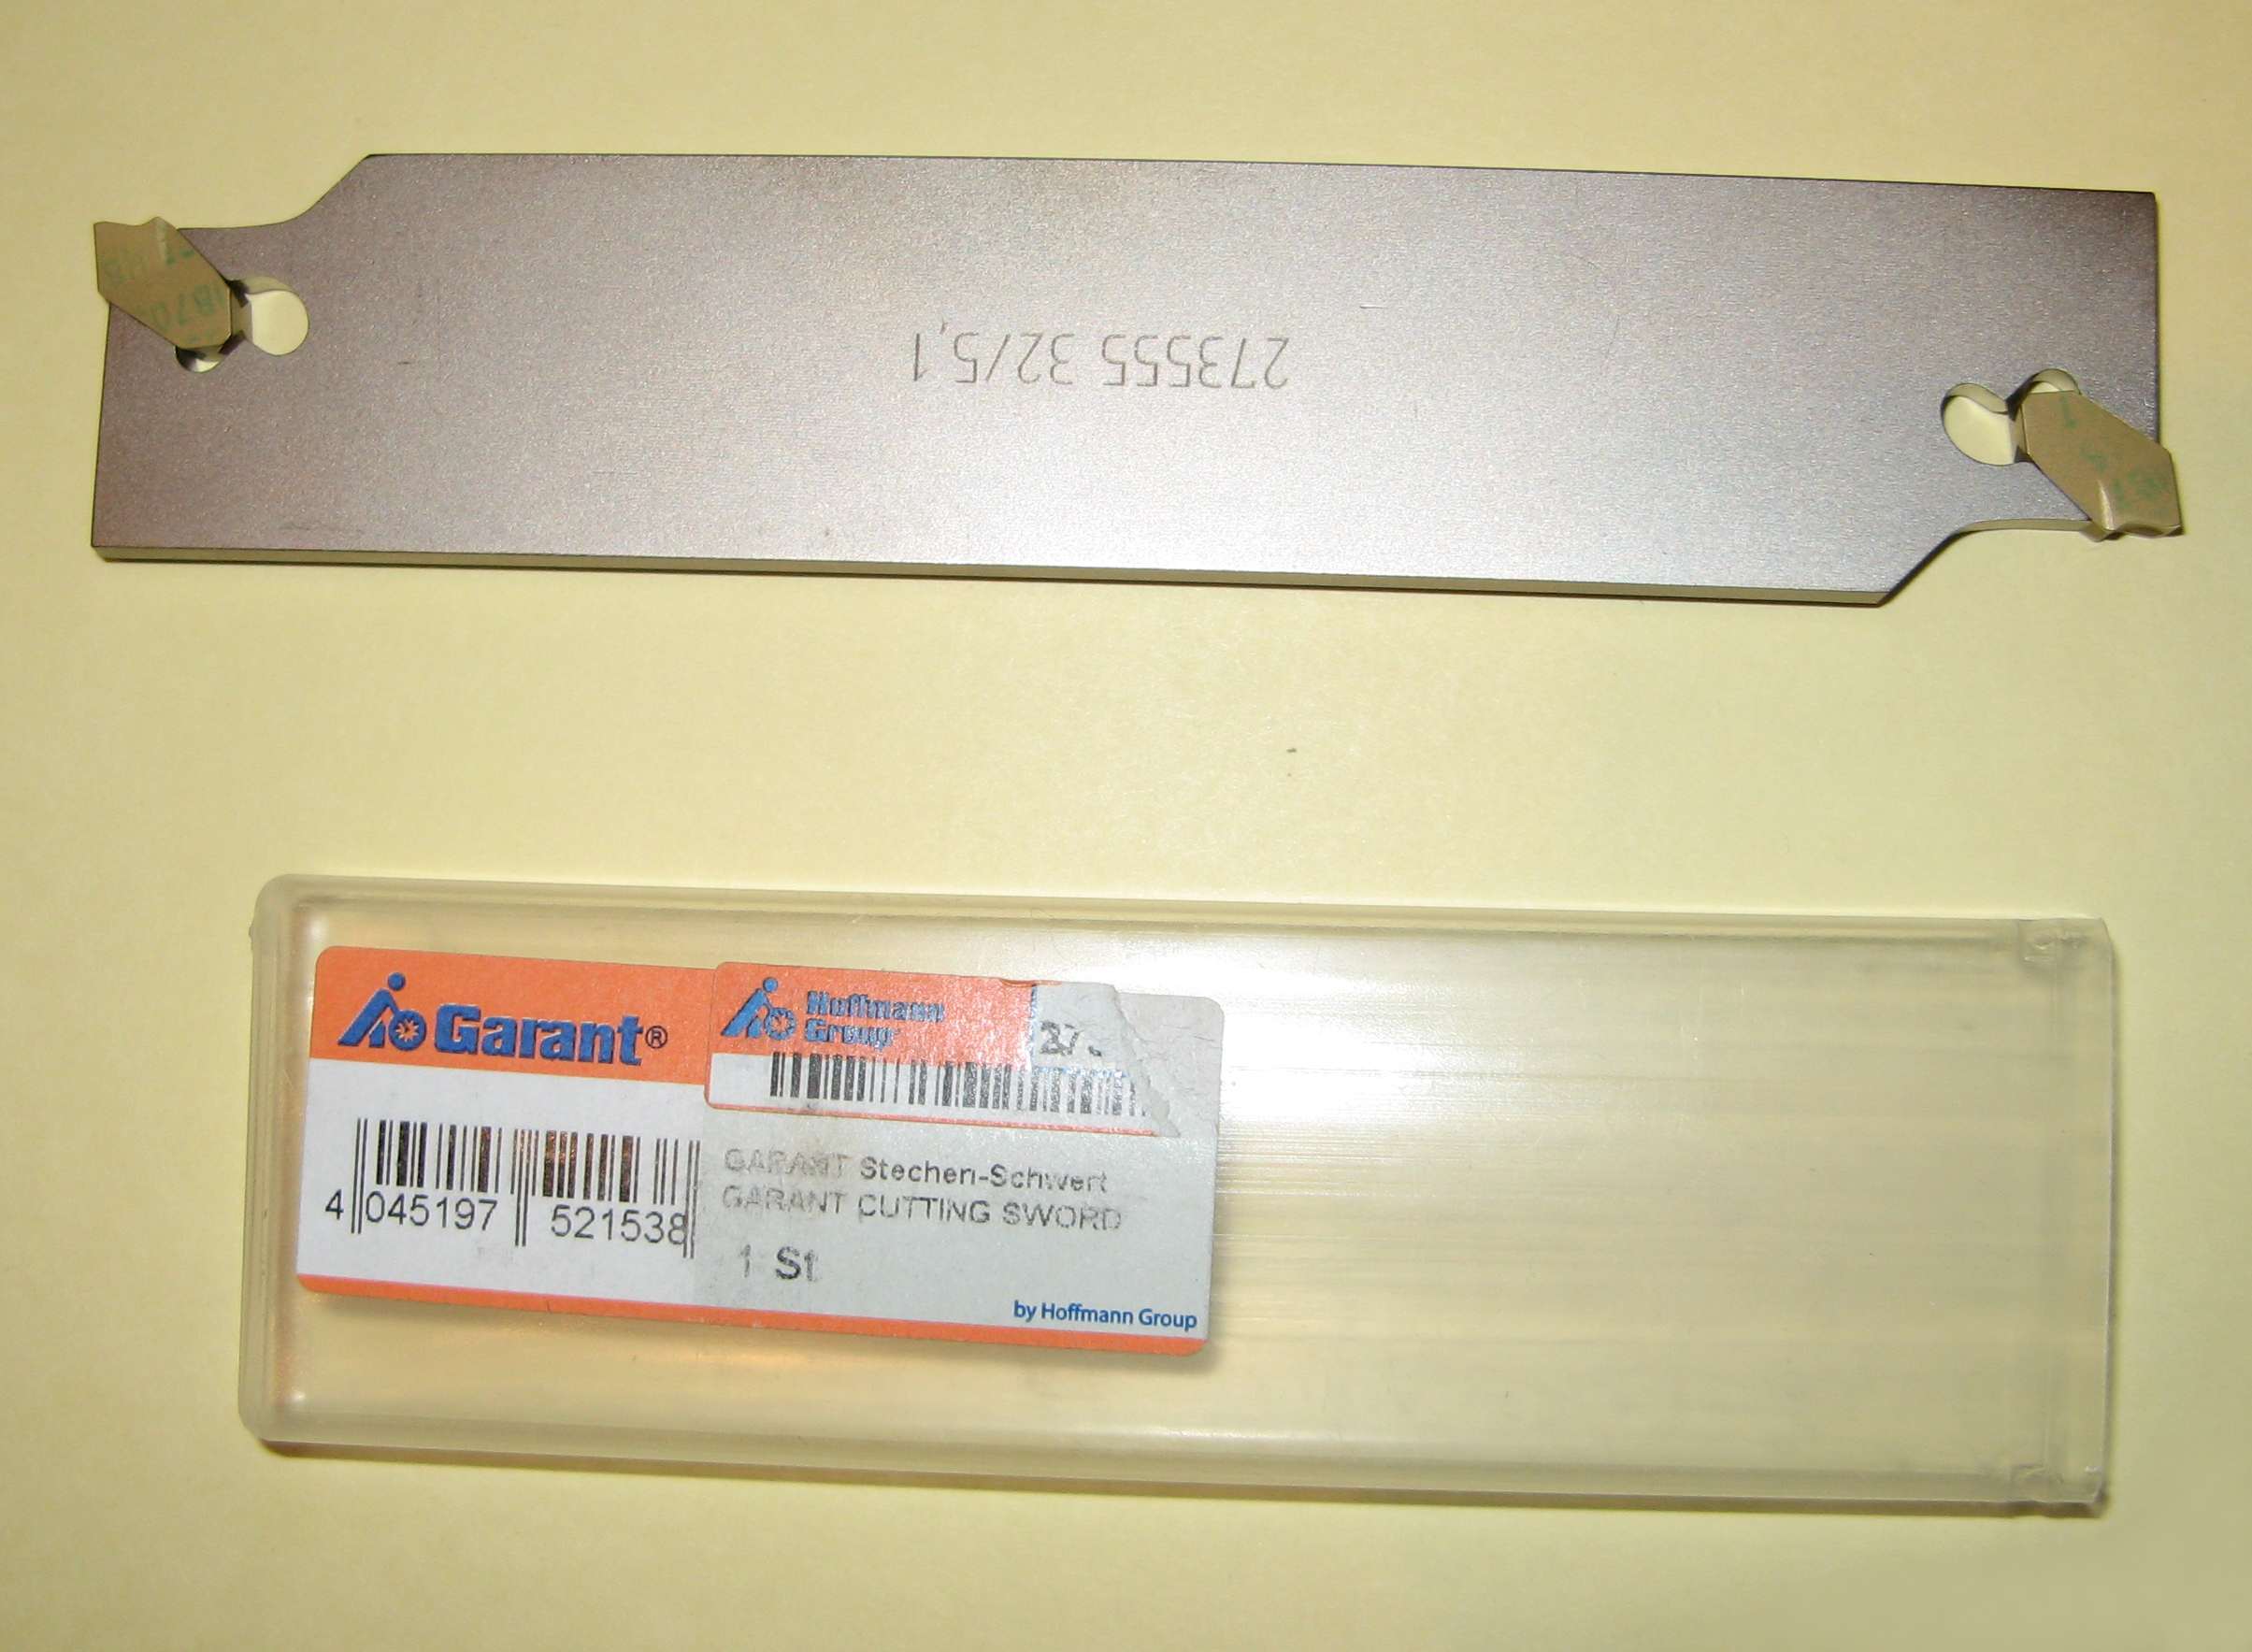 273555 32/5,1
Garant®
Hoffmann
Group
GARANT Stechen-Schwert
GARANT CUTTING SWORD
4 045197 521538
1 St
by Hoffmann Group